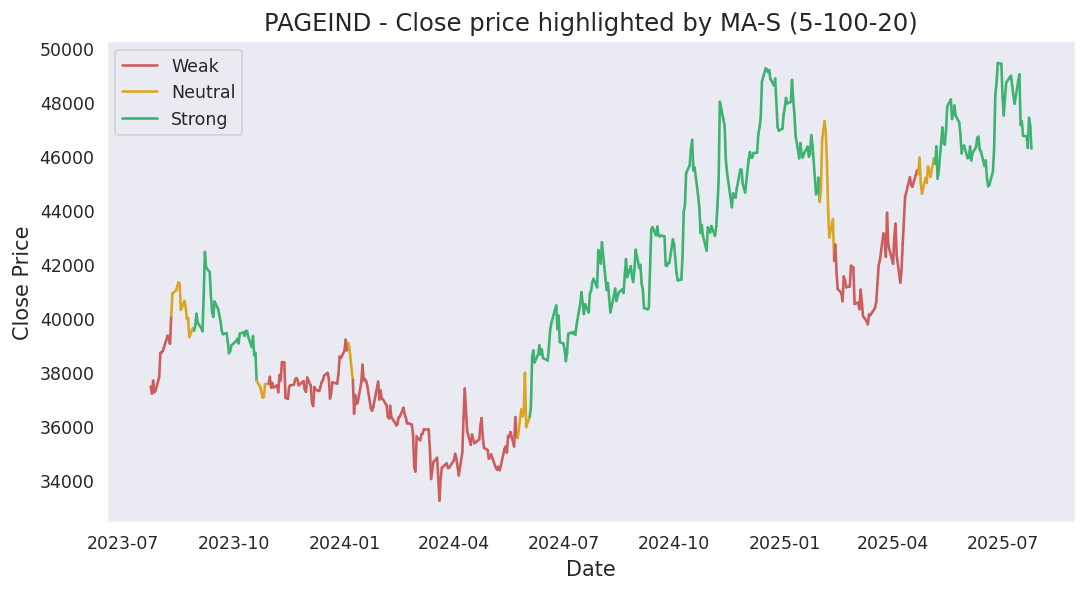 PAGEIND - Close price highlighted by MA-S (5-100-20)
Weak
Neutral
Strong
Close Price
50000
48000
46000
44000
42000
40000
38000
36000
34000
2023-07 2023-10 2024-01 2024-04 2024-07 2024-10 2025-01 2025-04 2025-07
Date